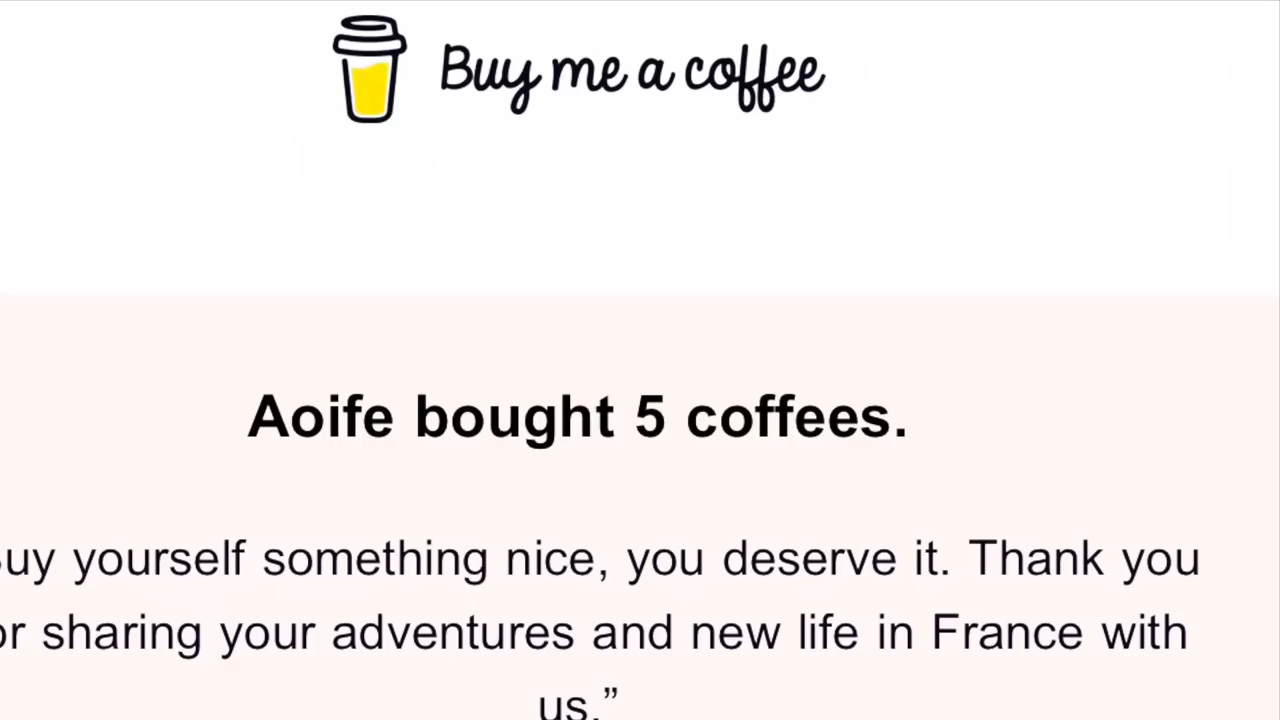 Buy me a coffee
Aoife bought 5 coffees.
uy yourself something nice, you deserve it. Thank you
or sharing your adventures and new life in France with
us.”